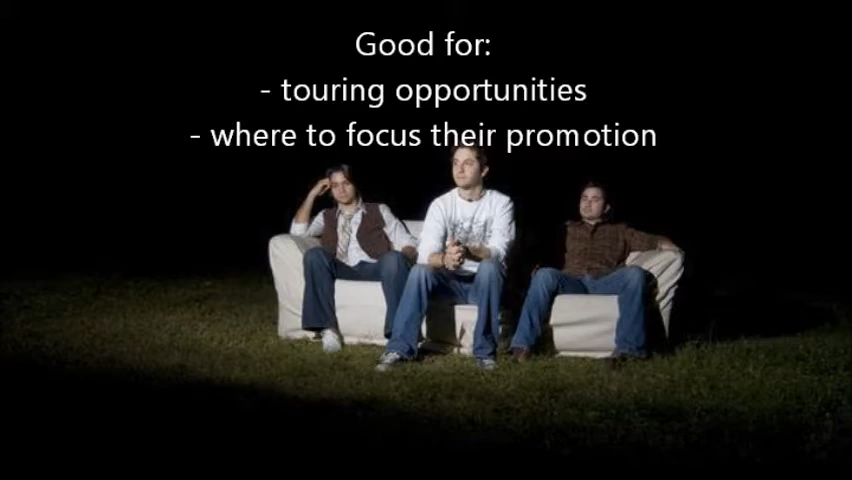 Good for:
- touring opportunities
- where to focus their promotion